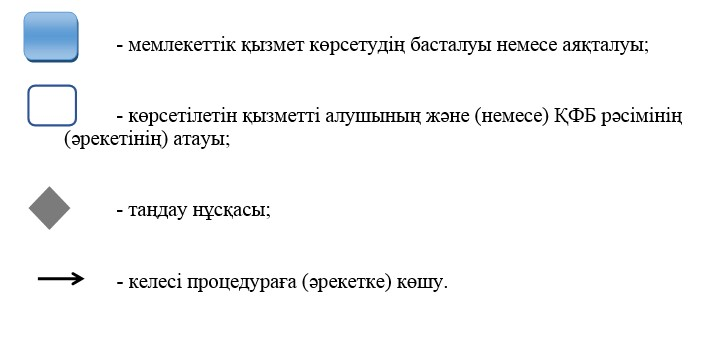 - мемлекеттік қызмет көрсетудің басталуы немесе аяқталуы;
- көрсетілетін қызметті алушының және (немесе) ҚФБ рәсімінің
(әрекетінің) атауы;
- таңдау нұсқасы;
- келесі процедураға (әрекетке) көшу.